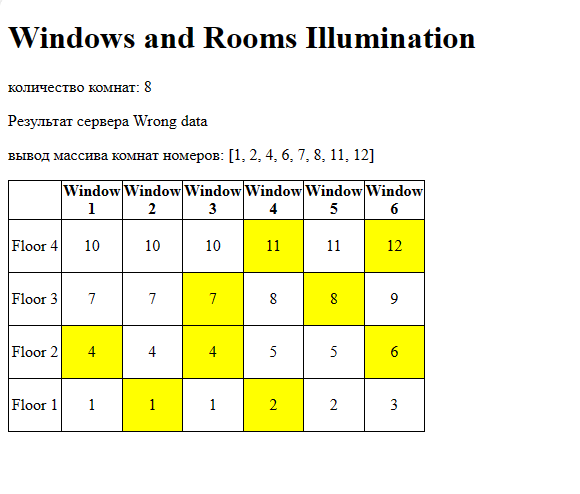 Windows and Rooms Illumination
количество комнат: 8
Результат сервера Wrong data
вывод массива комнат номеров: [1, 2, 4, 6, 7, 8, 11, 12]
Window 1 Window 2 Window 3 Window 4 Window 5 Window 6
Floor 4 10 10 10 11 11 12
Floor 3 7 7 7 8 8 9
Floor 2 4 4 4 5 5 6
Floor 1 1 1 1 2 2 3